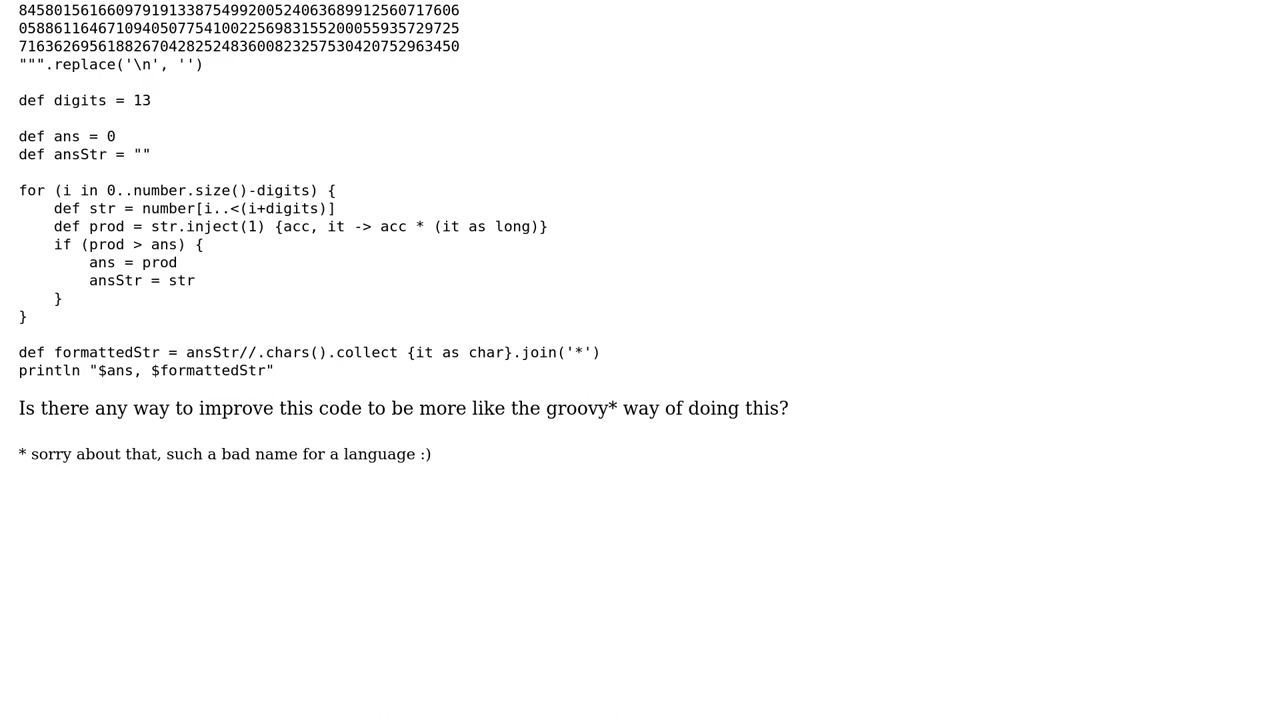 84580156166097919133875499200524063689912560717606
05886116467109405077541002256983155200055935729725
71636269561882670428252483600823257530420752963450
""".replace('\n', '')
def digits = 13
def ans = 0
def ansStr = ""
for (i in 0..number.size()-digits) {
    def str = number[i..<(i+digits)]
    def prod = str.inject(1) {acc, it -> acc * (it as long)}
    if (prod > ans) {
        ans = prod
        ansStr = str
    }
}
def formattedStr = ansStr//.chars().collect {it as char}.join('*')
println "$ans, $formattedStr"
Is there any way to improve this code to be more like the groovy* way of doing this?
* sorry about that, such a bad name for a language :)